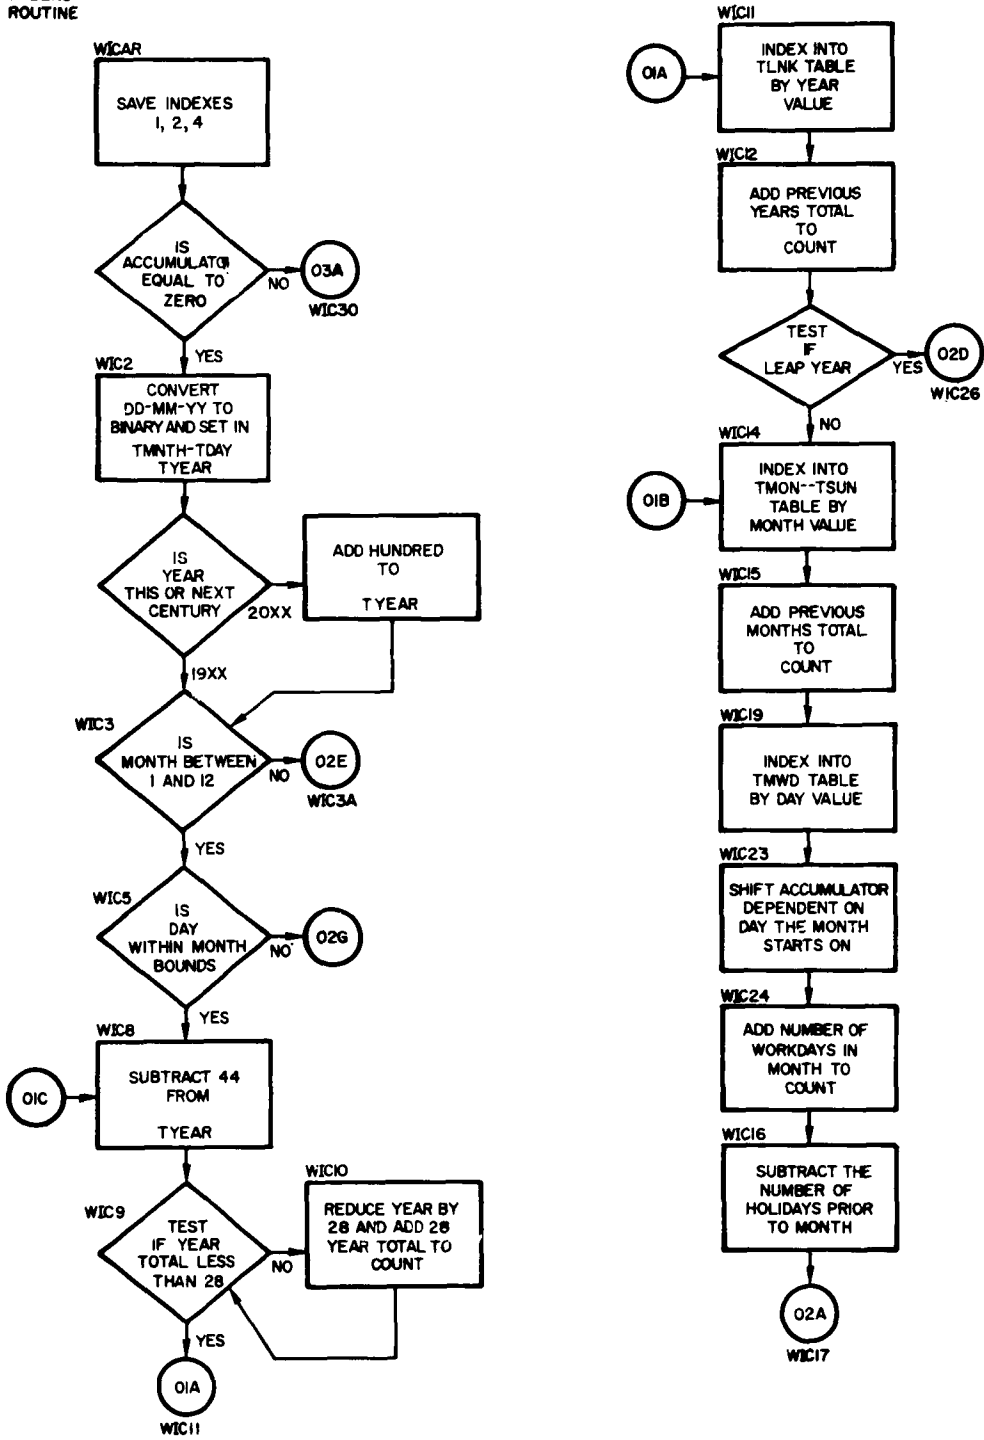 ROUTINE
WICAR
SAVE INDEXES
1, 2, 4
IS
ACCUMULATO
EQUAL TO
ZERO
NO
03A
WIC30
YES
WIC2
CONVERT
DD-MM-YY TO
BINARY AND SET IN
TMNTH-TDAY
TYEAR
IS
YEAR
THIS OR NEXT
CENTURY
20XX
ADD HUNDRED
TO
TYEAR
19XX
WIC3
IS
MONTH BETWEEN
1 AND 12
NO
02E
WIC3A
YES
WIC5
IS
DAY
WITHIN MONTH
BOUNDS
NO
02G
YES
WIC8
01C
SUBTRACT 44
FROM
TYEAR
WIC9
TEST
IF YEAR
TOTAL LESS
THAN 28
NO
WIC10
REDUCE YEAR BY
28 AND ADD 28
YEAR TOTAL TO
COUNT
YES
01A
WIC11
WIC11
01A
INDEX INTO
TLNK TABLE
BY YEAR
VALUE
WIC12
ADD PREVIOUS
YEARS TOTAL
TO
COUNT
TEST
IF
LEAP YEAR
YES
02D
WIC26
NO
WIC14
01B
INDEX INTO
TMON--TSUN
TABLE BY
MONTH VALUE
WIC15
ADD PREVIOUS
MONTHS TOTAL
TO
COUNT
WIC19
INDEX INTO
TMWD TABLE
BY DAY VALUE
WIC23
SHIFT ACCUMULATOR
DEPENDENT ON
DAY THE MONTH
STARTS ON
WIC24
ADD NUMBER OF
WORKDAYS IN
MONTH TO
COUNT
WIC16
SUBTRACT THE
NUMBER OF
HOLIDAYS PRIOR
TO MONTH
02A
WIC17